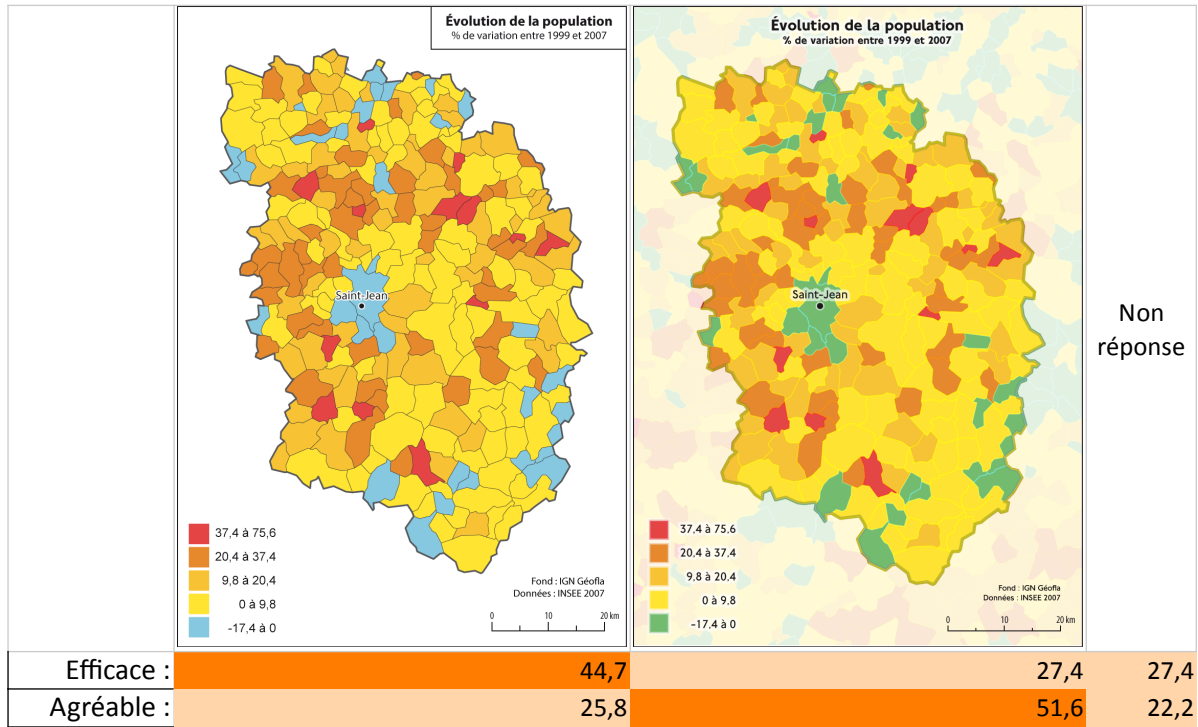 Évolution de la population
% de variation entre 1999 et 2007
Saint-Jean
37,4 à 75,6
20,4 à 37,4
9,8 à 20,4
0 à 9,8
-17,4 à 0
Fond : IGN Géofla
Données : INSEE 2007
0 10 20 km
Évolution de la population
% de variation entre 1999 et 2007
Saint-Jean
37,4 à 75,6
20,4 à 37,4
9,8 à 20,4
0 à 9,8
-17,4 à 0
Fond : IGN Géofla
Données : INSEE 2007
0 10 20 km
Non
réponse
Efficace : 44,7 27,4 27,4
Agréable : 25,8 51,6 22,2